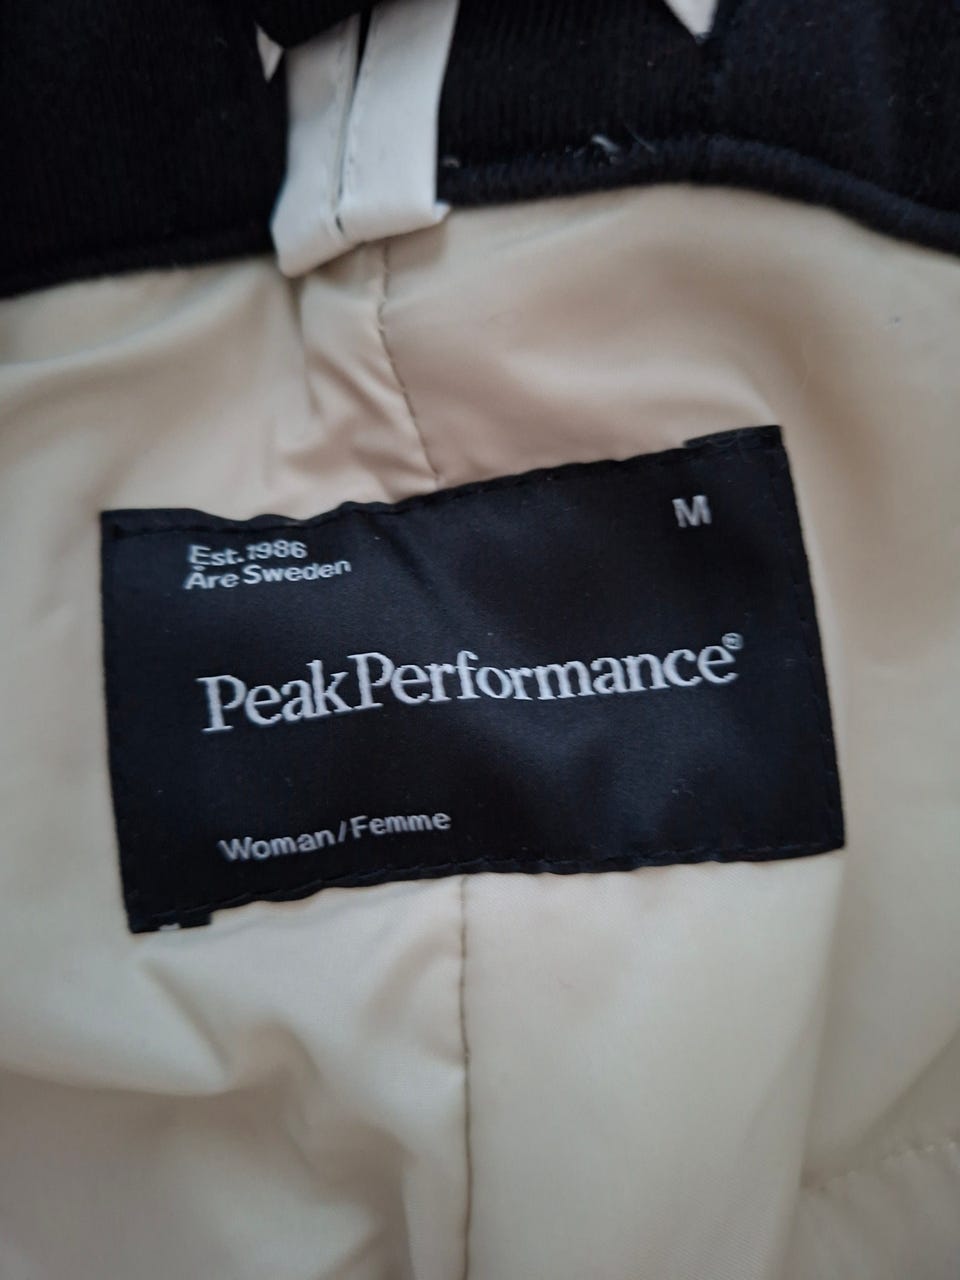 Est. 1986
Åre Sweden
M
PeakPerformance®
Woman/Femme